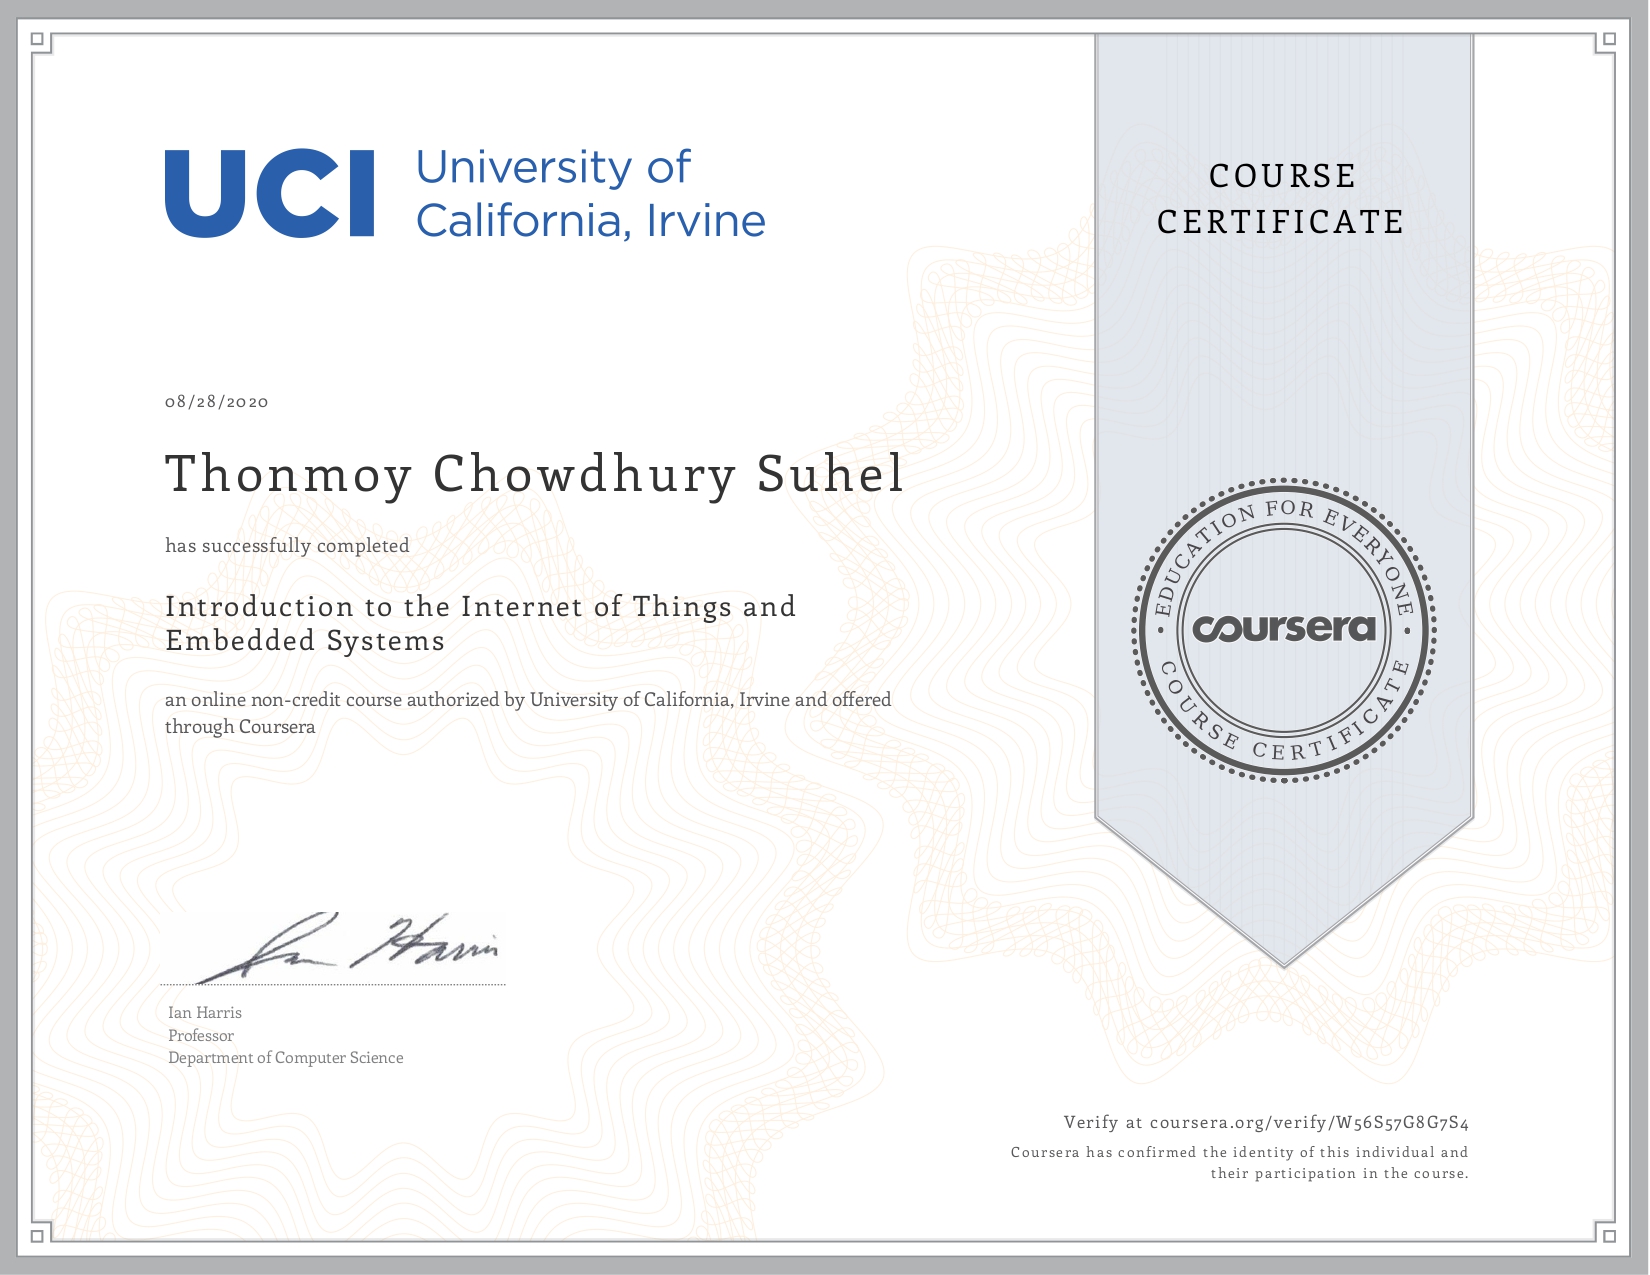 UCI University of
California, Irvine
COURSE
CERTIFICATE
08/28/2020
Thonmoy Chowdhury Suhel
has successfully completed
Introduction to the Internet of Things and
Embedded Systems
an online non-credit course authorized by University of California, Irvine and offered
through Coursera
EDUCATION FOR EVERYONE
coursera
COURSE CERTIFICATE
Ian Harris
Ian Harris
Professor
Department of Computer Science
Verify at coursera.org/verify/W56S57G8G7S4
Coursera has confirmed the identity of this individual and
their participation in the course.